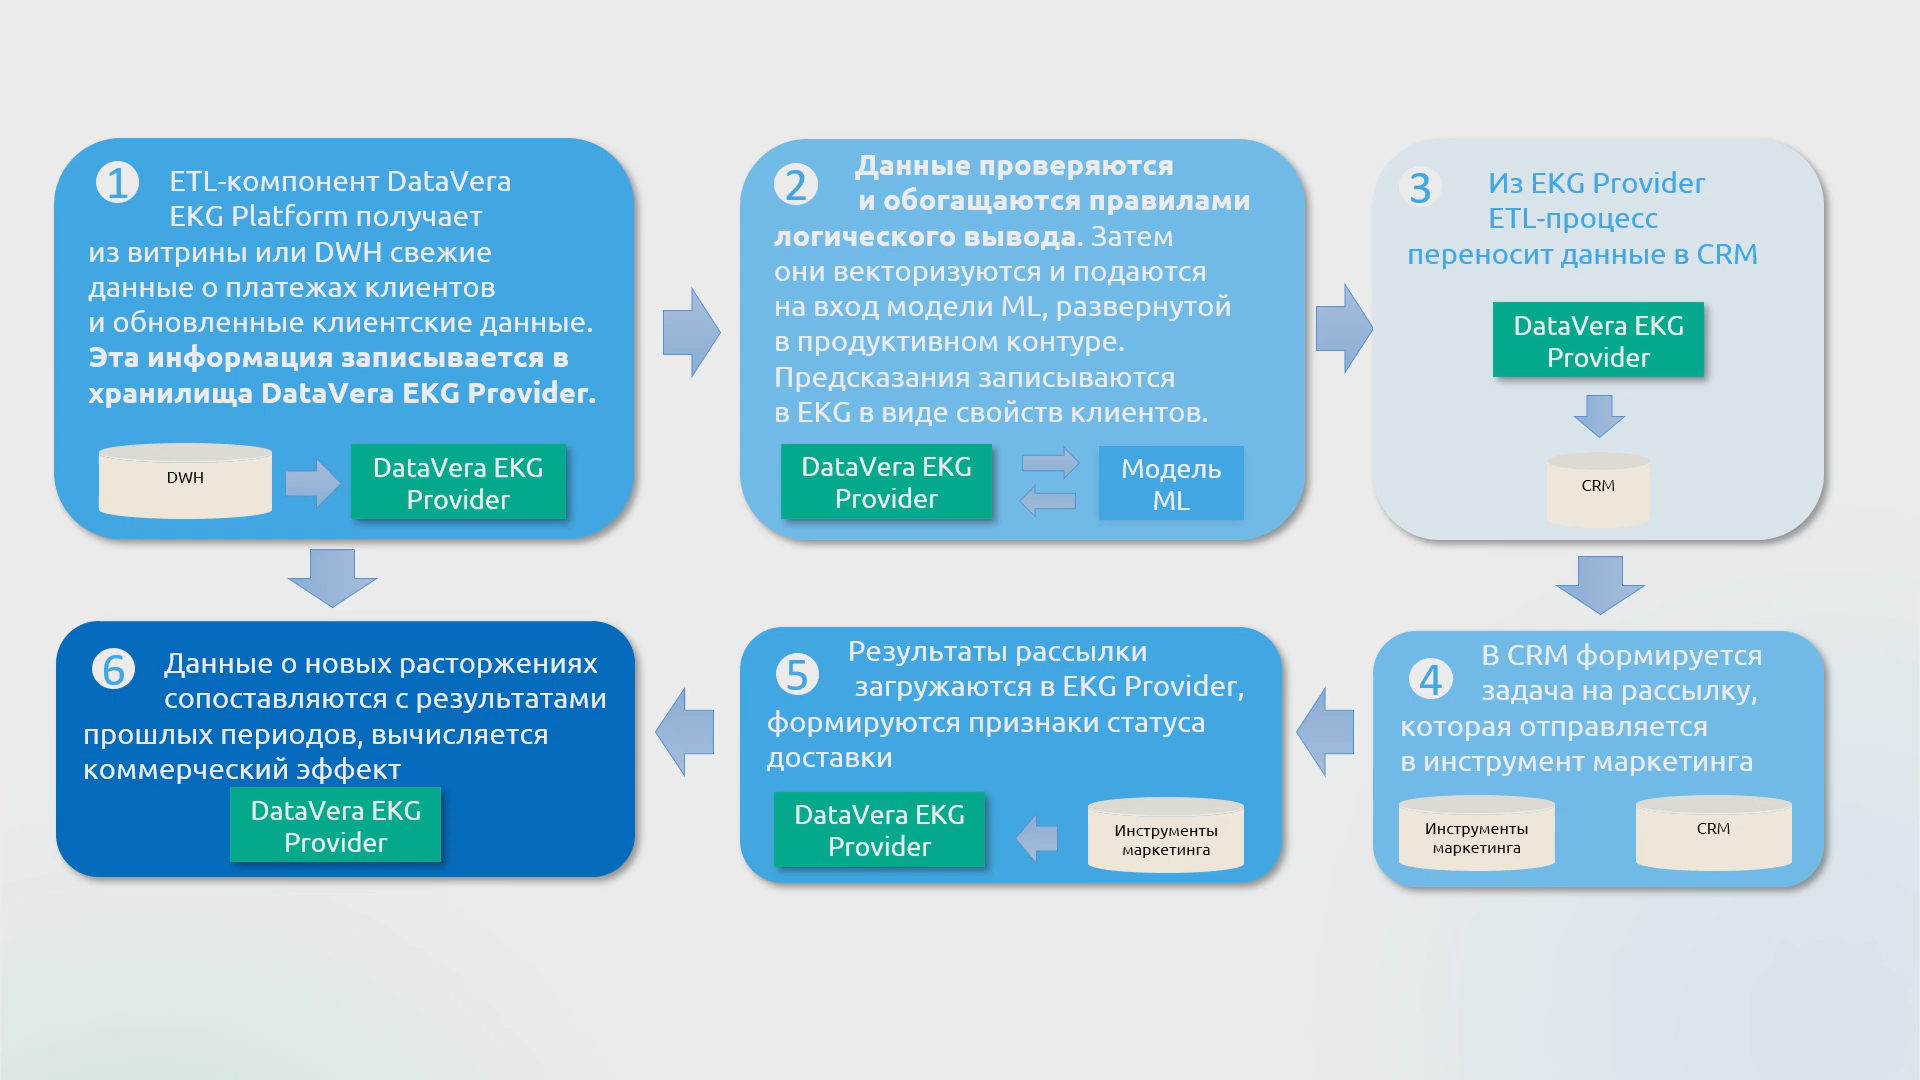 1
ETL-компонент DataVera
EKG Platform получает
из витрины или DWH свежие
данные о платежах клиентов
и обновленные клиентские данные.
Эта информация записывается в
хранилища DataVera EKG Provider.
DWH
DataVera EKG
Provider
2
Данные проверяются
и обогащаются правилами
логического вывода. Затем
они векторизуются и подаются
на вход модели ML, развернутой
в продуктивном контуре.
Предсказания записываются
в EKG в виде свойств клиентов.
DataVera EKG
Provider
Модель
ML
3
Из EKG Provider
ETL-процесс
переносит данные в CRM
DataVera EKG
Provider
CRM
4
В CRM формируется
задача на рассылку,
которая отправляется
в инструмент маркетинга
Инструменты
маркетинга
CRM
5
Результаты рассылки
загружаются в EKG Provider,
формируются признаки статуса
доставки
DataVera EKG
Provider
Инструменты
маркетинга
6
Данные о новых расторжениях
сопоставляются с результатами
прошлых периодов, вычисляется
коммерческий эффект
DataVera EKG
Provider